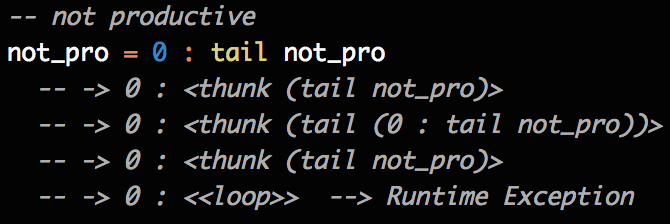 -- not productive
not_pro = 0 : tail not_pro
-- -> 0 : <thunk (tail not_pro)>
-- -> 0 : <thunk (tail (0 : tail not_pro))>
-- -> 0 : <thunk (tail not_pro)>
-- -> 0 : <<loop>>  --> Runtime Exception